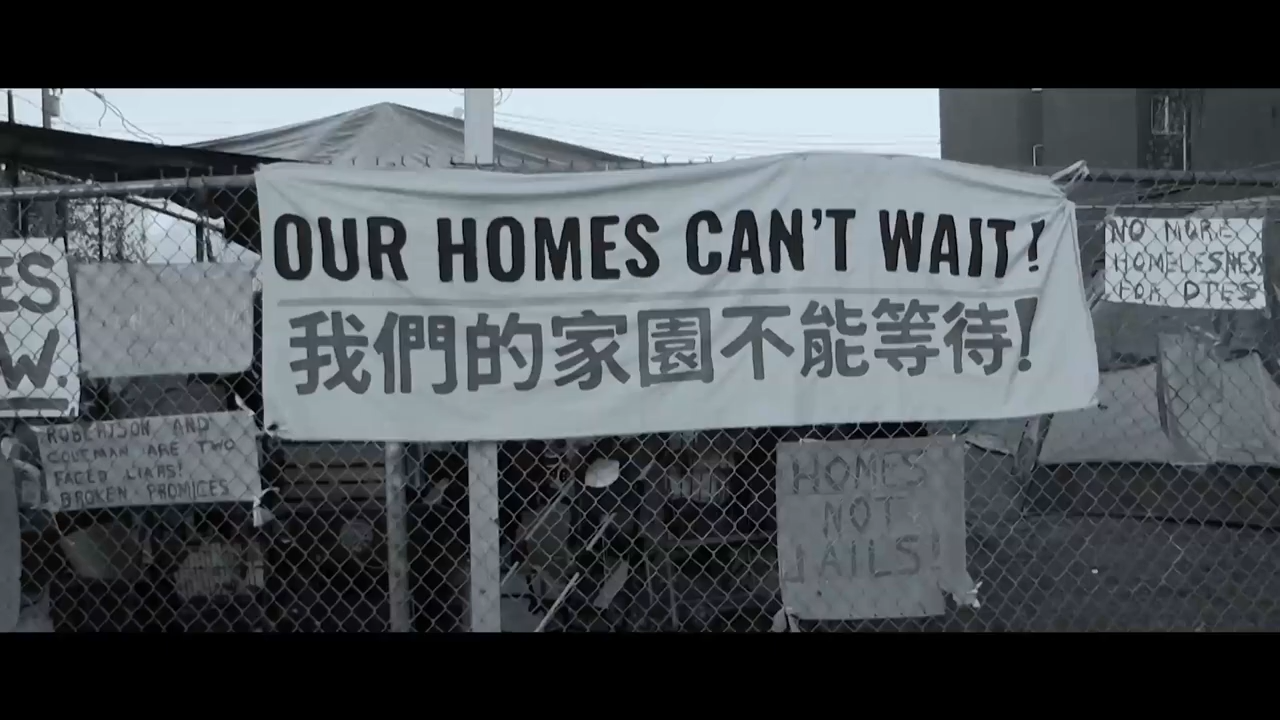 OUR HOMES CAN'T WAIT!
我們的家園不能等待!
NO MORE
HOMELESNESS
FOR DTES
ES
W.
ROBERTSON AND
COLEMAN ARE TWO
FACED LIARS!
BROKEN PROMICES
HOMES
NOT
JAILS!